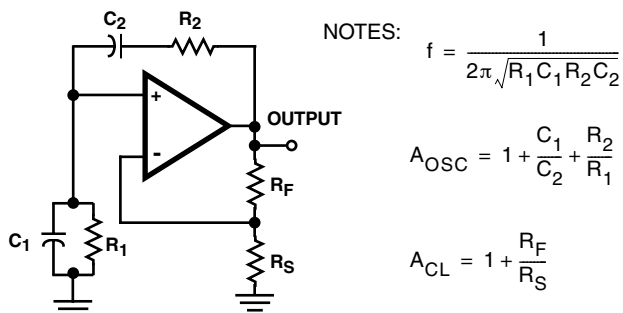 C2
R2
NOTES:
f = 1 / 2π√R1C1R2C2
+
OUTPUT
-
AOSC = 1 + C1/C2 + R2/R1
RF
C1
R1
RS
ACL = 1 + RF/RS